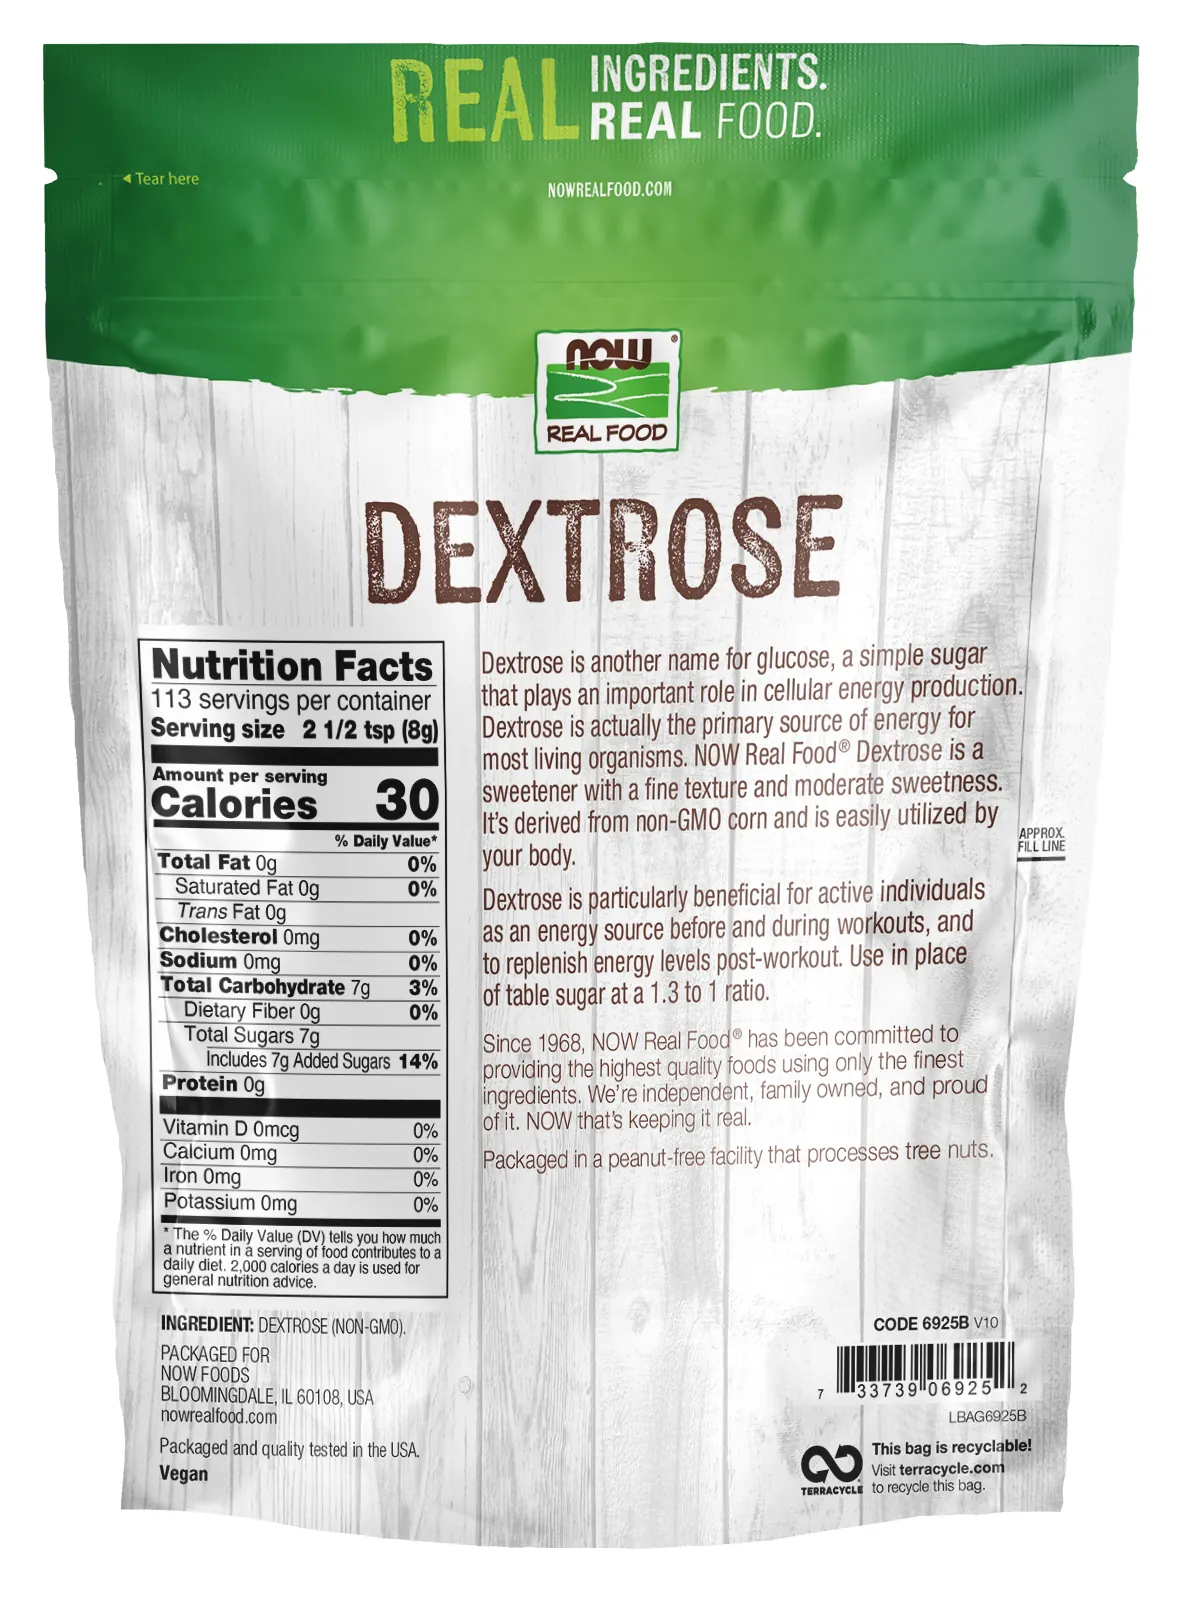 REAL INGREDIENTS.
REAL FOOD.
◄ Tear here
NOWREALFOOD.COM
NOW®
REAL FOOD
DEXTROSE
Nutrition Facts
113 servings per container
Serving size 2 1/2 tsp (8g)
Amount per serving
Calories 30
% Daily Value*
Total Fat 0g 0%
Saturated Fat 0g 0%
Trans Fat 0g
Cholesterol 0mg 0%
Sodium 0mg 0%
Total Carbohydrate 7g 3%
Dietary Fiber 0g 0%
Total Sugars 7g
Includes 7g Added Sugars 14%
Protein 0g
Vitamin D 0mcg 0%
Calcium 0mg 0%
Iron 0mg 0%
Potassium 0mg 0%
* The % Daily Value (DV) tells you how much
a nutrient in a serving of food contributes to a
daily diet. 2,000 calories a day is used for
general nutrition advice.
INGREDIENT: DEXTROSE (NON-GMO).
PACKAGED FOR
NOW FOODS
BLOOMINGDALE, IL 60108, USA
nowrealfood.com
Packaged and quality tested in the USA.
Vegan
Dextrose is another name for glucose, a simple sugar
that plays an important role in cellular energy production.
Dextrose is actually the primary source of energy for
most living organisms. NOW Real Food® Dextrose is a
sweetener with a fine texture and moderate sweetness.
It's derived from non-GMO corn and is easily utilized by
your body.
Dextrose is particularly beneficial for active individuals
as an energy source before and during workouts, and
to replenish energy levels post-workout. Use in place
of table sugar at a 1.3 to 1 ratio.
Since 1968, NOW Real Food® has been committed to
providing the highest quality foods using only the finest
ingredients. We're independent, family owned, and proud
of it. NOW that's keeping it real.
Packaged in a peanut-free facility that processes tree nuts.
APPROX.
FILL LINE
CODE 6925B V10
7 33739 06925 2
LBAG6925B
TERRACYCLE
This bag is recyclable!
Visit terracycle.com
to recycle this bag.